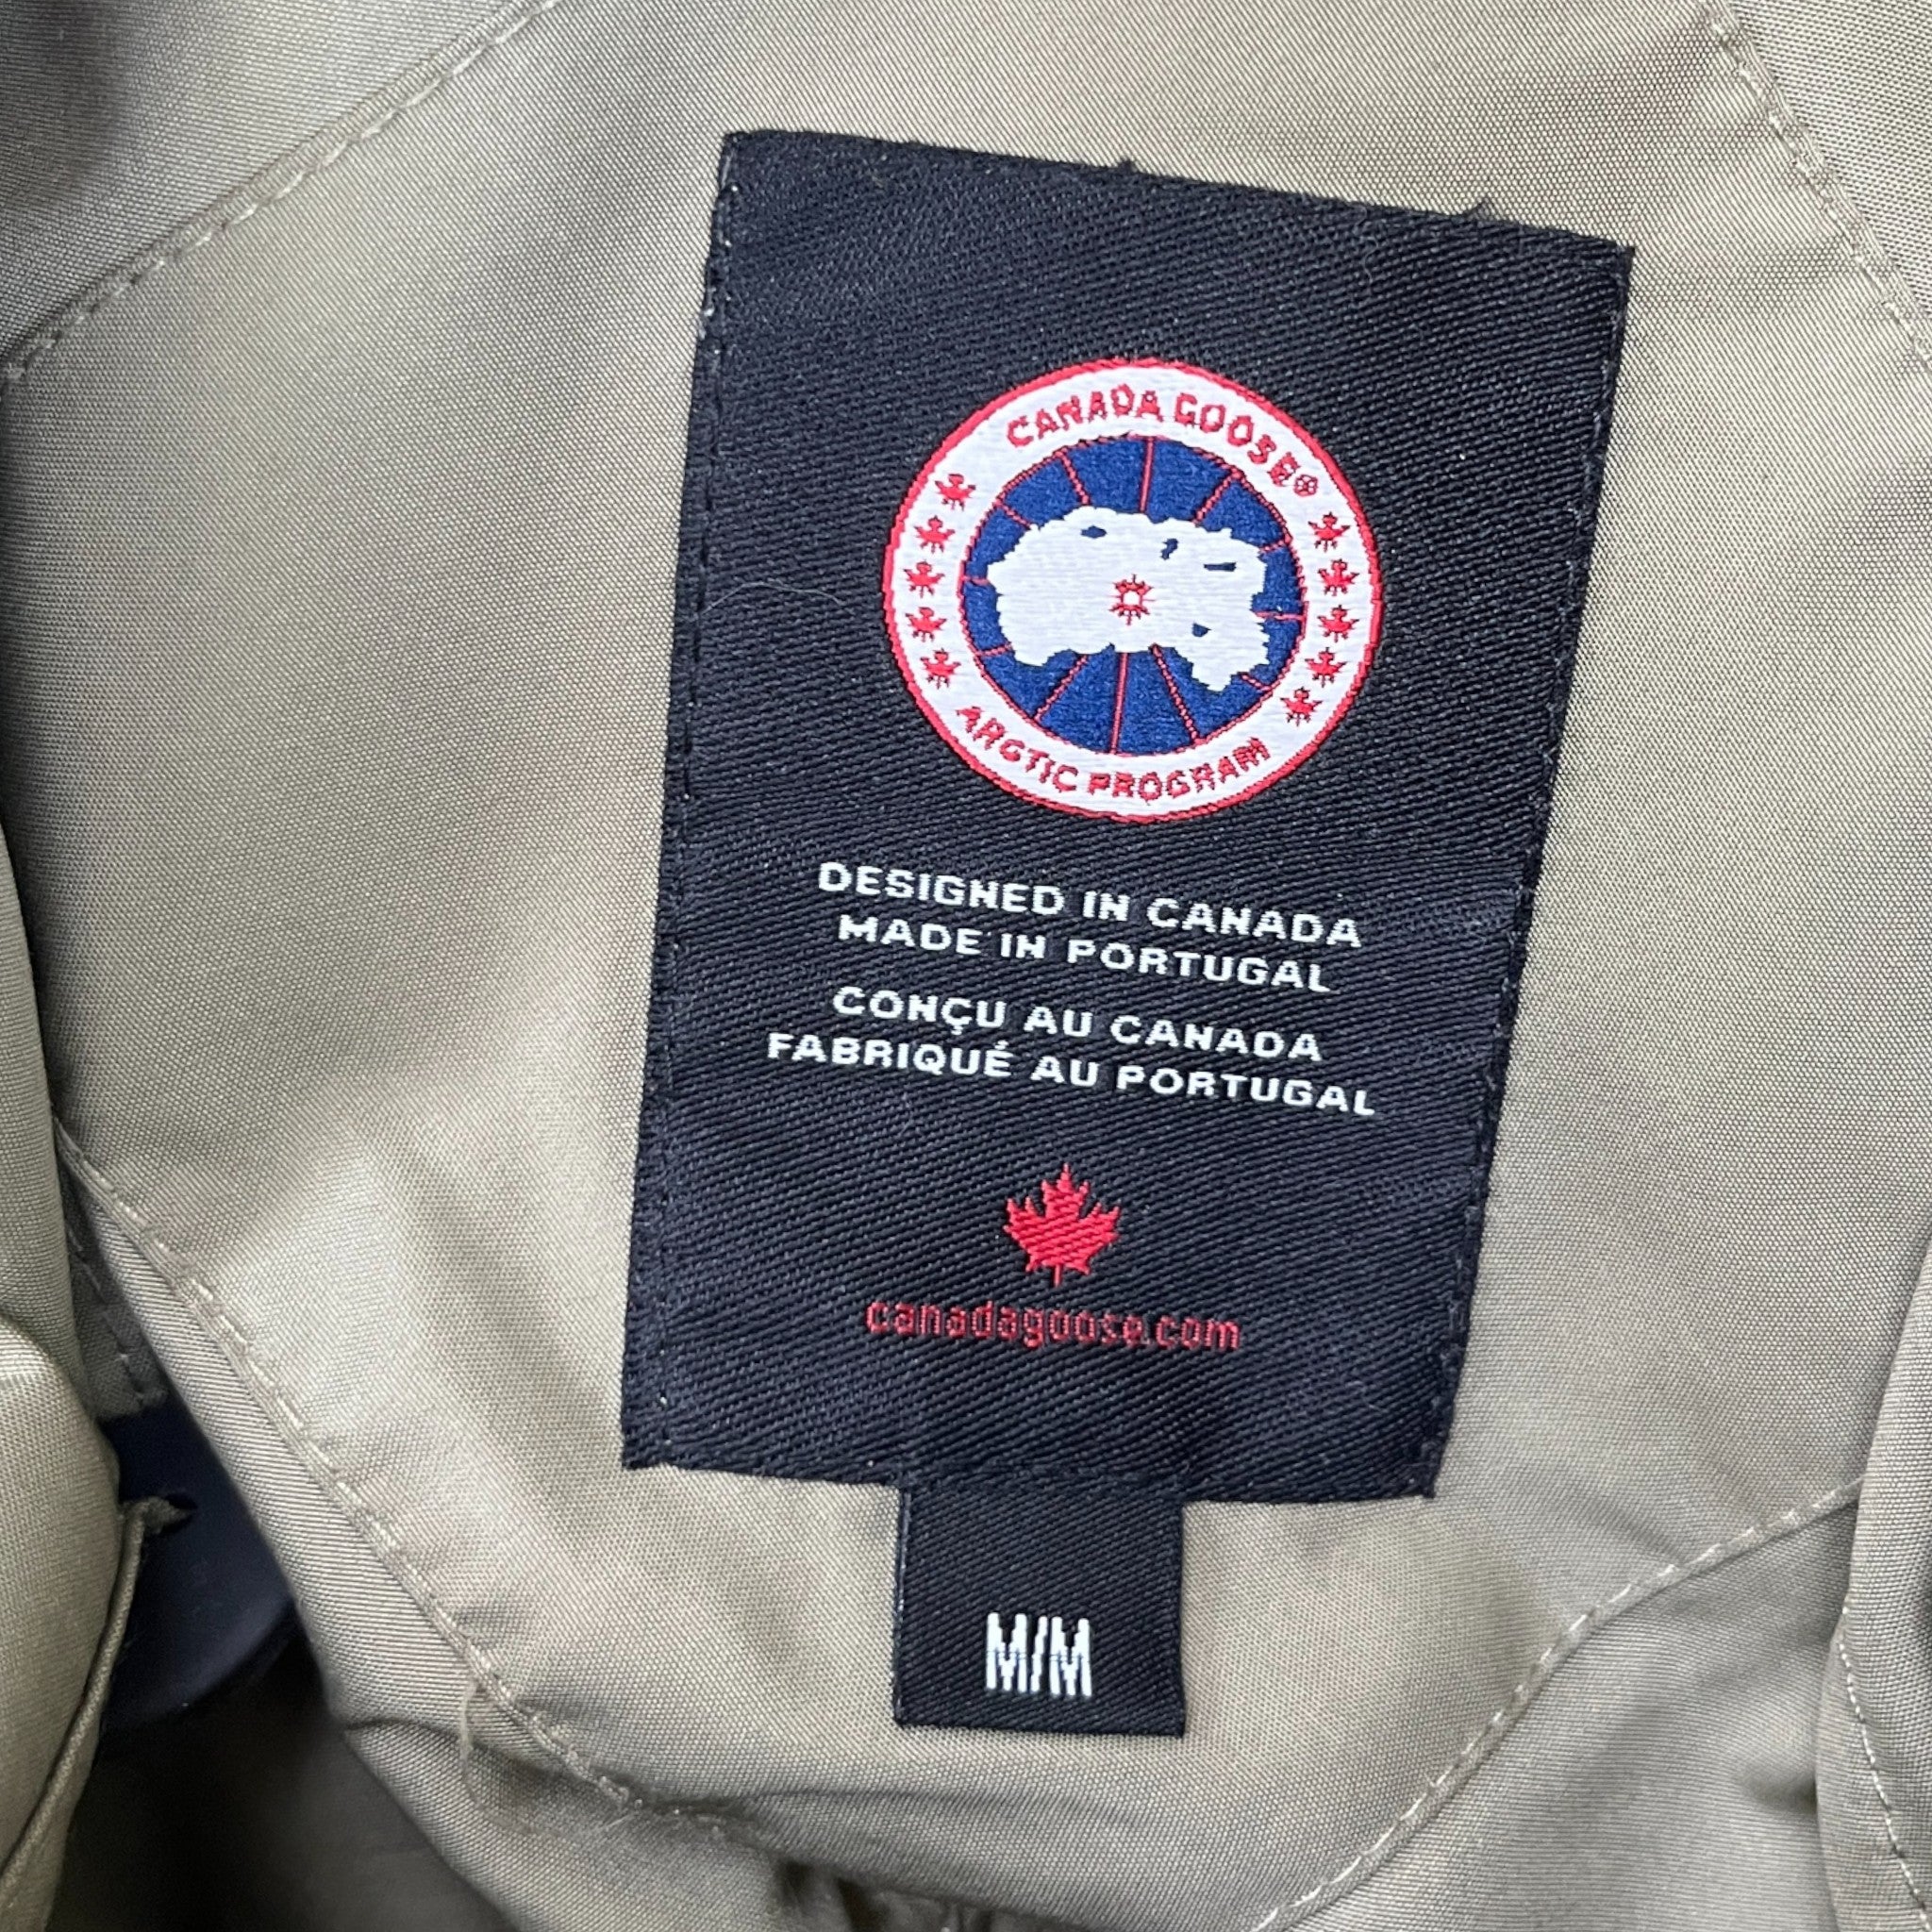 CANADA GOOSE®
ARCTIC PROGRAM
DESIGNED IN CANADA
MADE IN PORTUGAL
CONÇU AU CANADA
FABRIQUÉ AU PORTUGAL
canadagoose.com
M/M